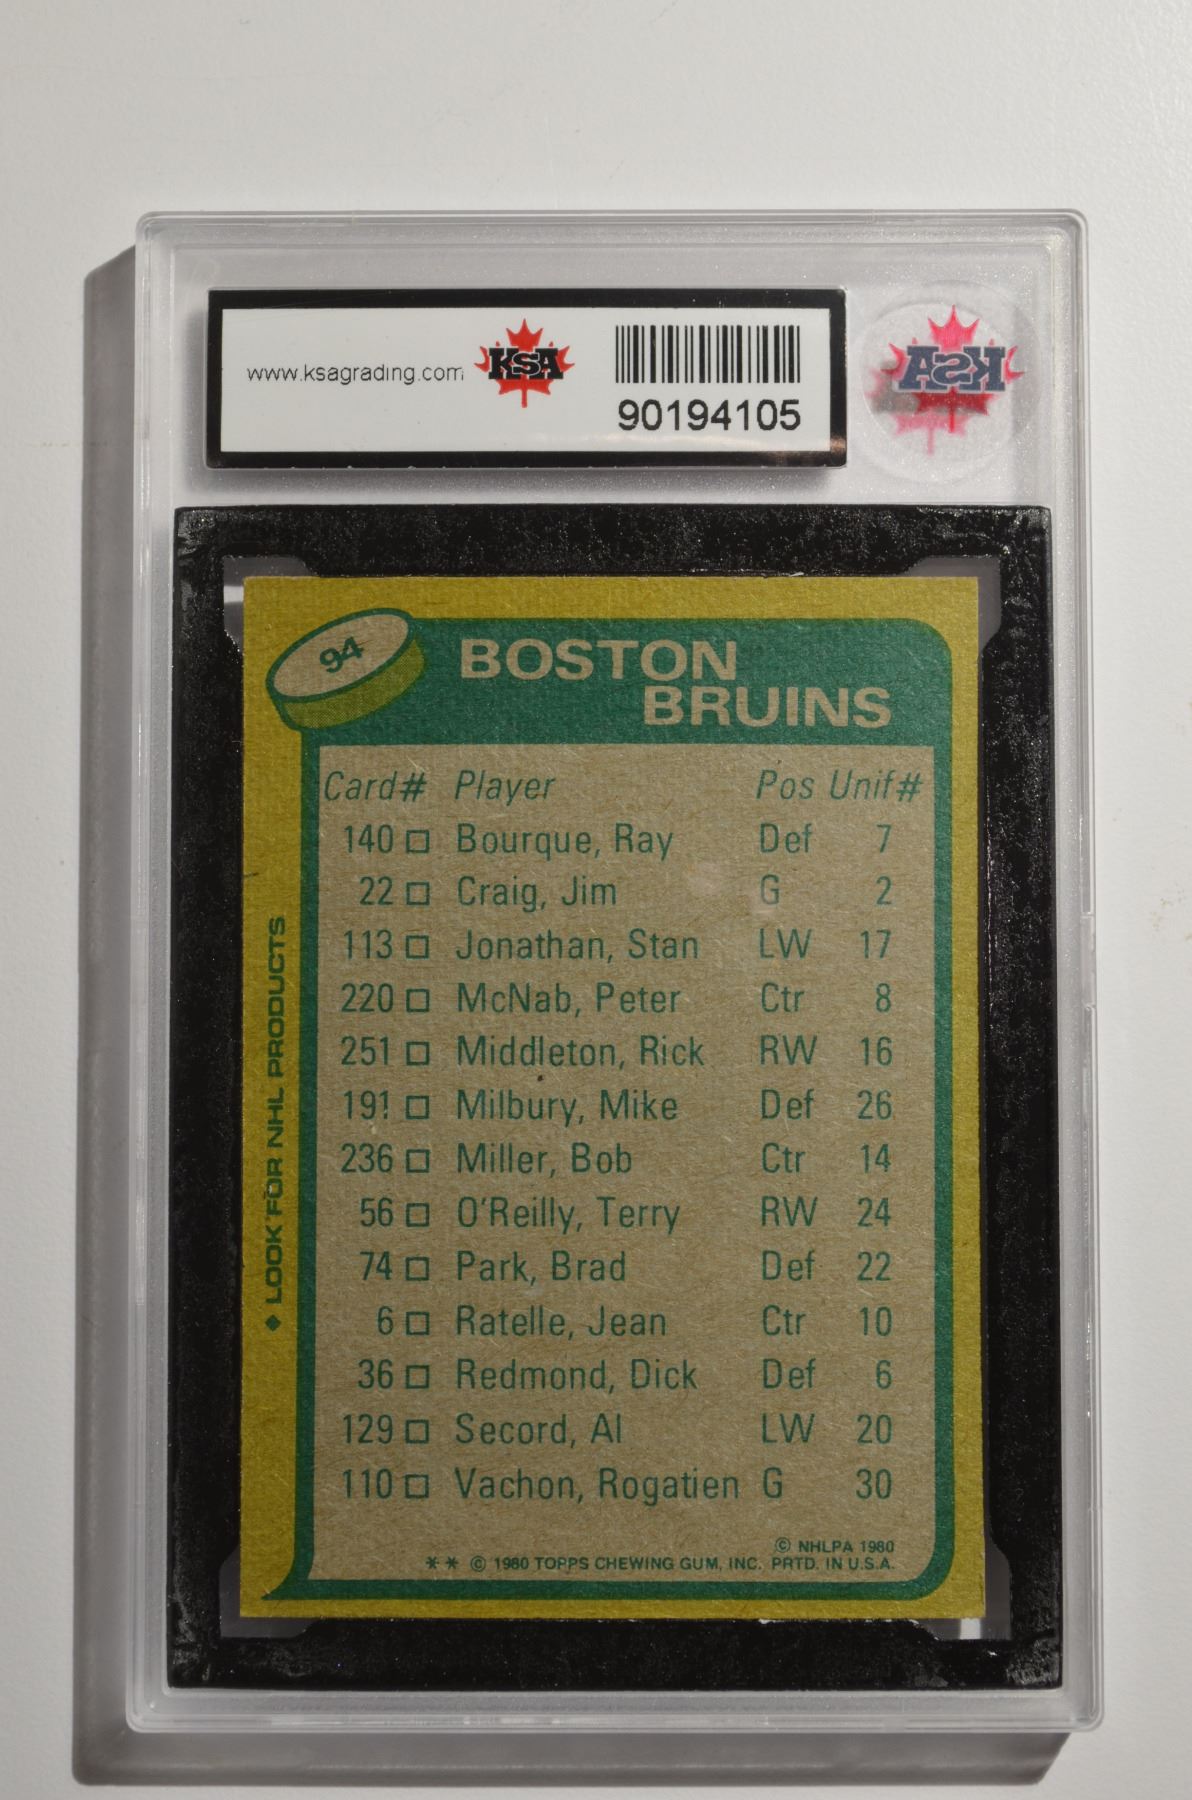 www.ksagrading.com
KSA
90194105
KSA
94
BOSTON
BRUINS
Card# Player Pos Unif#
140 □ Bourque, Ray Def 7
22 □ Craig, Jim G 2
113 □ Jonathan, Stan LW 17
220 □ McNab, Peter Ctr 8
251 □ Middleton, Rick RW 16
191 □ Milbury, Mike Def 26
236 □ Miller, Bob Ctr 14
56 □ O'Reilly, Terry RW 24
74 □ Park, Brad Def 22
6 □ Ratelle, Jean Ctr 10
36 □ Redmond, Dick Def 6
129 □ Secord, Al LW 20
110 □ Vachon, Rogatien G 30
© NHLPA 1980
** © 1980 TOPPS CHEWING GUM, INC. PRTD. IN U.S.A.
♦ LOOK FOR NHL PRODUCTS